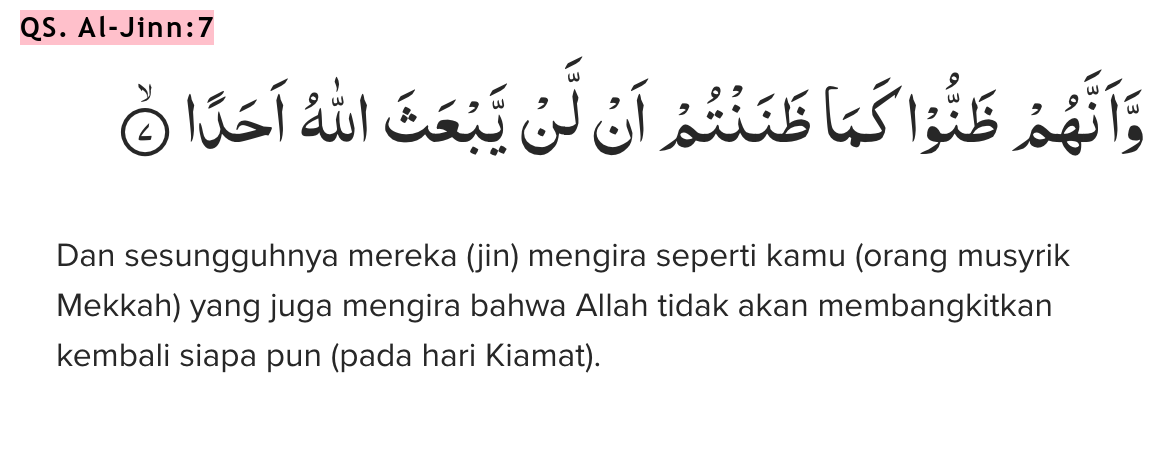 QS. Al-Jinn:7
وَّاَنَّهُمْ ظَنُّوْا كَمَا ظَنَنْتُمْ اَنْ لَّنْ يَّبْعَثَ اللّٰهُ اَحَدًاۙ ٧
Dan sesungguhnya mereka (jin) mengira seperti kamu (orang musyrik
Mekkah) yang juga mengira bahwa Allah tidak akan membangkitkan
kembali siapa pun (pada hari Kiamat).